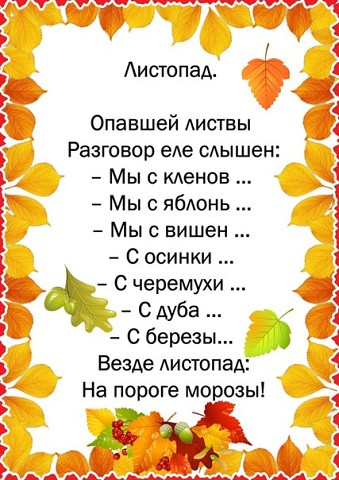 Листопад.
Опавшей листвы
Разговор еле слышен:
– Мы с кленов ...
– Мы с яблонь ...
– Мы с вишен ...
– С осинки ...
– С черемухи ...
– С дуба ...
– С березы...
Везде листопад:
На пороге морозы!